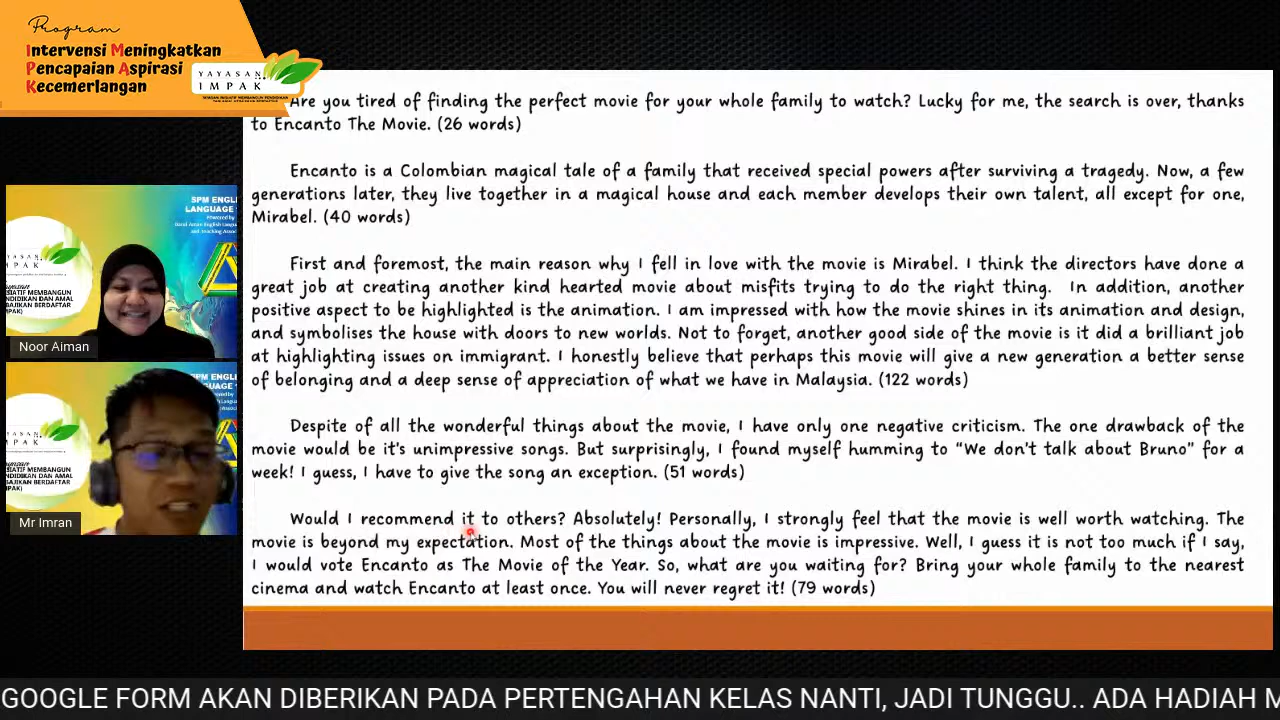 Program
Intervensi Meningkatkan
Pencapaian Aspirasi
Kecemerlangan
YAYASAN
IMPAK
Are you tired of finding the perfect movie for your whole family to watch? Lucky for me, the search is over, thanks
to Encanto The Movie. (26 words)
Encanto is a Colombian magical tale of a family that received special powers after surviving a tragedy. Now, a few
generations later, they live together in a magical house and each member develops their own talent, all except for one,
Mirabel. (40 words)
First and foremost, the main reason why I fell in love with the movie is Mirabel. I think the directors have done a
great job at creating another kind hearted movie about misfits trying to do the right thing. In addition, another
positive aspect to be highlighted is the animation. I am impressed with how the movie shines in its animation and design,
and symbolises the house with doors to new worlds. Not to forget, another good side of the movie is it did a brilliant job
at highlighting issues on immigrant. I honestly believe that perhaps this movie will give a new generation a better sense
of belonging and a deep sense of appreciation of what we have in Malaysia. (122 words)
Despite of all the wonderful things about the movie, I have only one negative criticism. The one drawback of the
movie would be it's unimpressive songs. But surprisingly, I found myself humming to “We don't talk about Bruno” for a
week! I guess, I have to give the song an exception. (51 words)
Would I recommend it to others? Absolutely! Personally, I strongly feel that the movie is well worth watching. The
movie is beyond my expectation. Most of the things about the movie is impressive. Well, I guess it is not too much if I say,
I would vote Encanto as The Movie of the Year. So, what are you waiting for? Bring your whole family to the nearest
cinema and watch Encanto at least once. You will never regret it! (79 words)
SPM ENGLI
LANGUAGE
Powered by
Noor Aiman
Mr Imran
GOOGLE FORM AKAN DIBERIKAN PADA PERTENGAHAN KELAS NANTI, JADI TUNGGU.. ADA HADIAH M